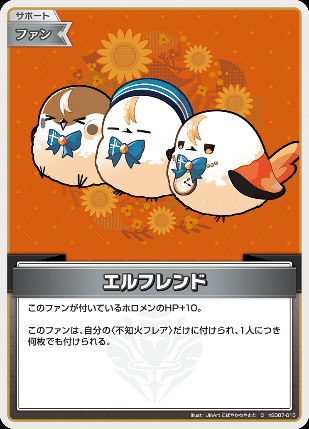 サポート
ファン
エルフレンド
このファンが付いているホロメンのHP+10。
このファンは、自分の〈不知火フレア〉だけに付けられ、1人につき
何枚でも付けられる。
hSD07-015